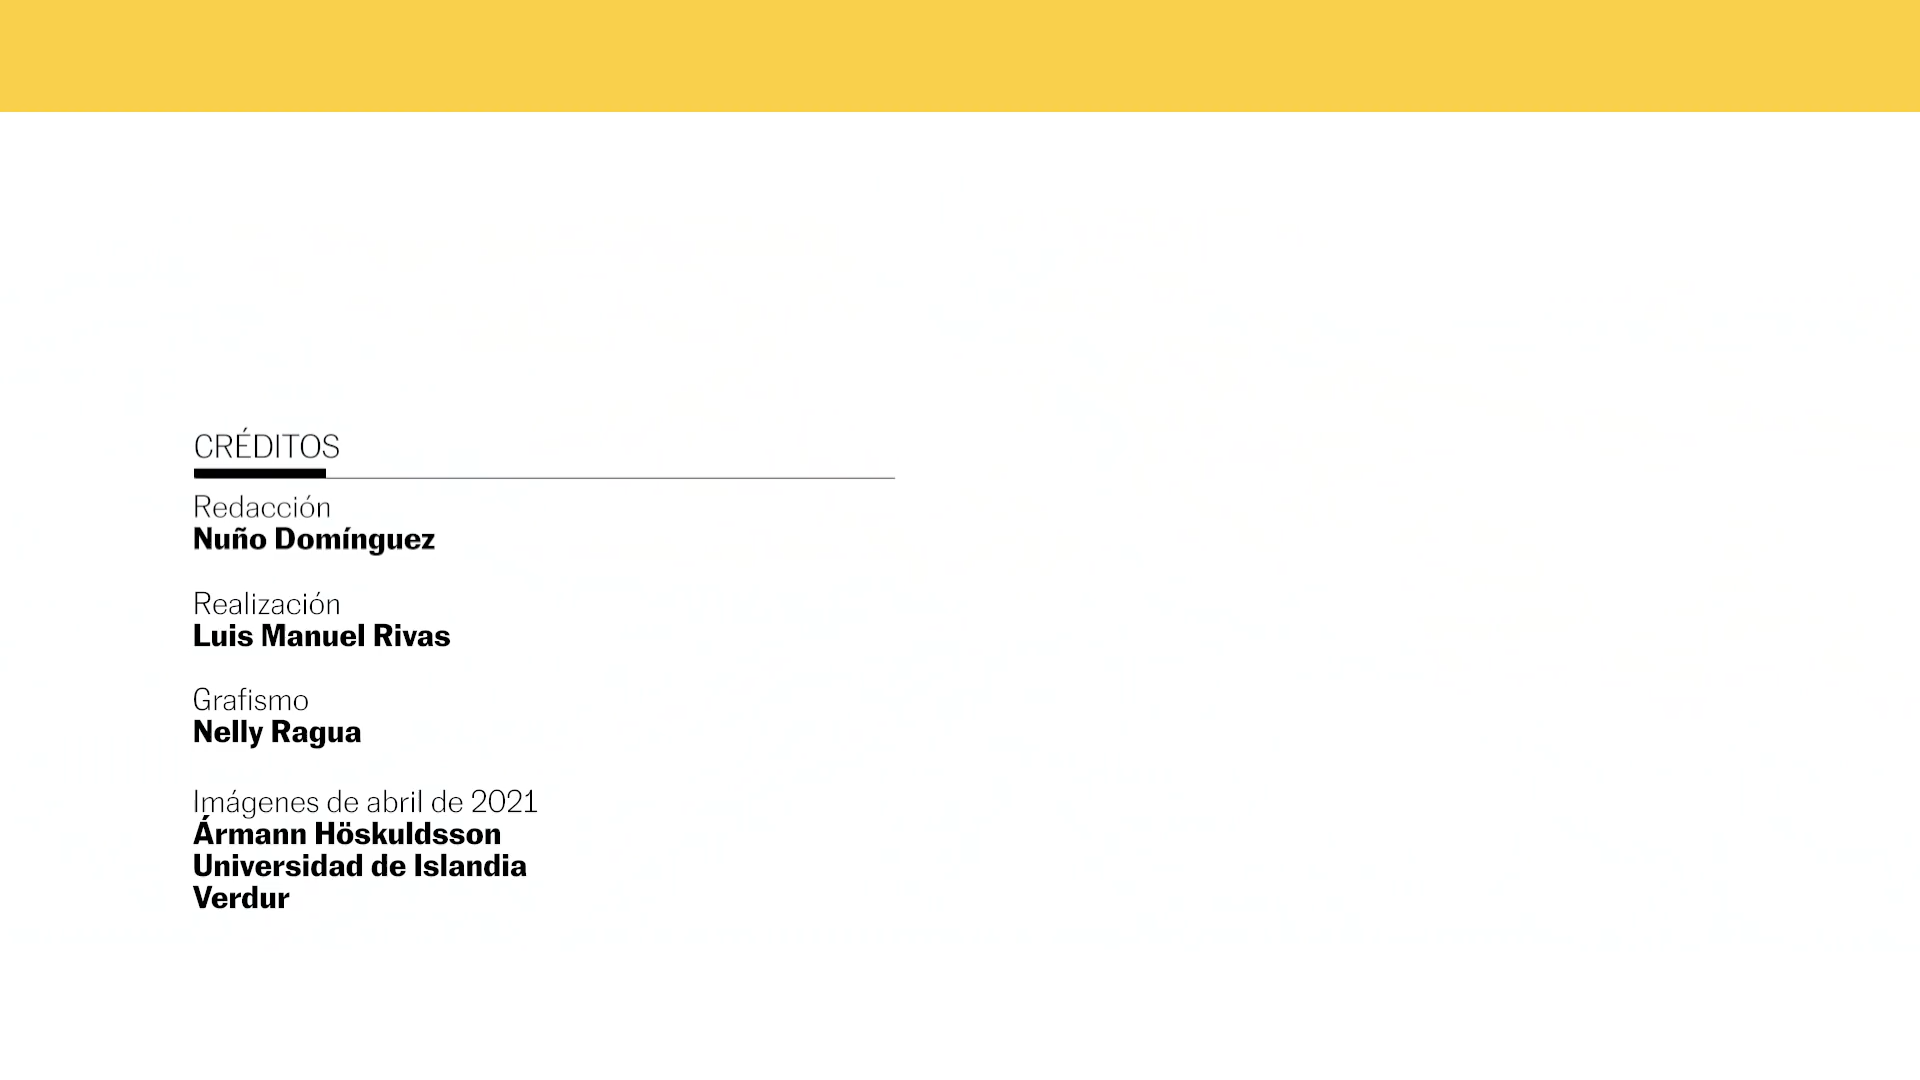 CRÉDITOS
Redacción
Nuño Domínguez
Realización
Luis Manuel Rivas
Grafismo
Nelly Ragua
Imágenes de abril de 2021
Ármann Höskuldsson
Universidad de Islandia
Verdur